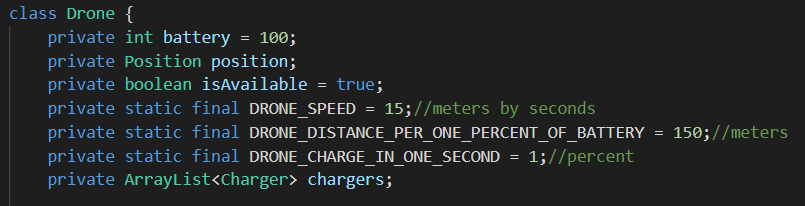 class Drone {
    private int battery = 100;
    private Position position;
    private boolean isAvailable = true;
    private static final DRONE_SPEED = 15;//meters by seconds
    private static final DRONE_DISTANCE_PER_ONE_PERCENT_OF_BATTERY = 150;//meters
    private static final DRONE_CHARGE_IN_ONE_SECOND = 1;//percent
    private ArrayList<Charger> chargers;